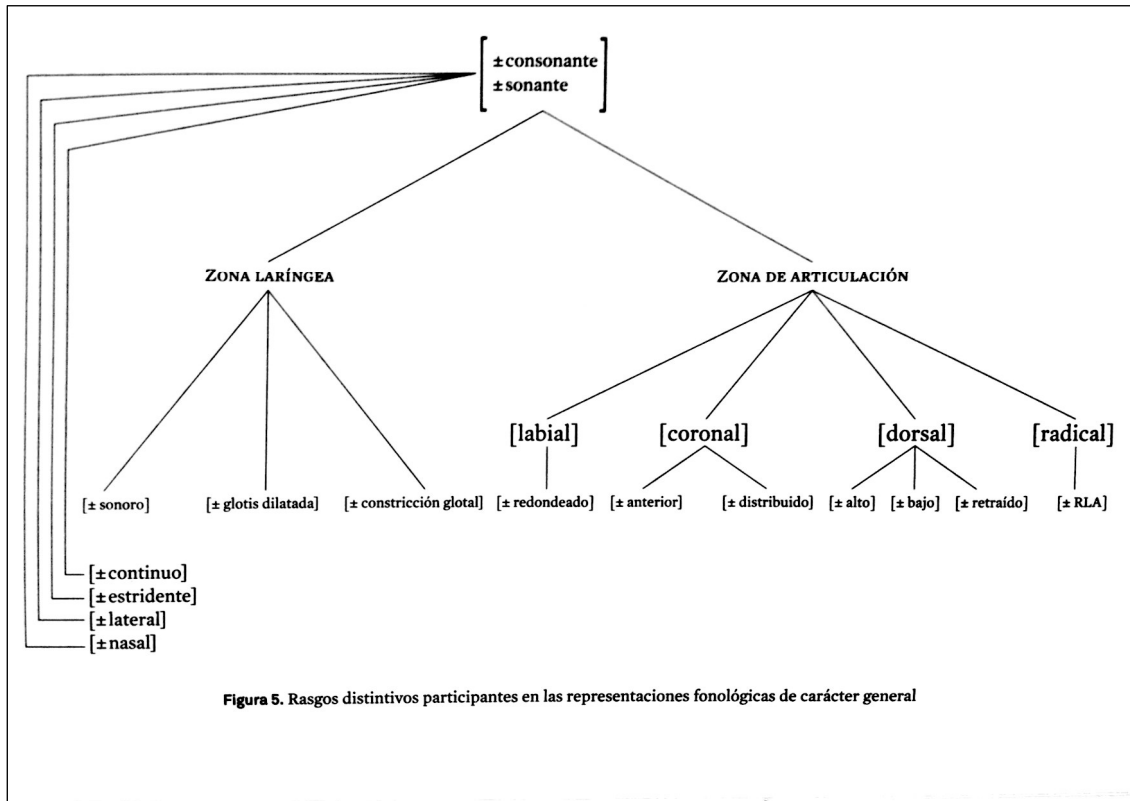 ± consonante
± sonante
ZONA LARÍNGEA
ZONA DE ARTICULACIÓN
[labial]
[coronal]
[dorsal]
[radical]
[± sonoro]
[± glotis dilatada]
[± constricción glotal]
[± redondeado]
[± anterior]
[± distribuido]
[± alto]
[± bajo]
[± retraído]
[± RLA]
[±continuo]
[±estridente]
[±lateral]
[±nasal]
Figura 5. Rasgos distintivos participantes en las representaciones fonológicas de carácter general